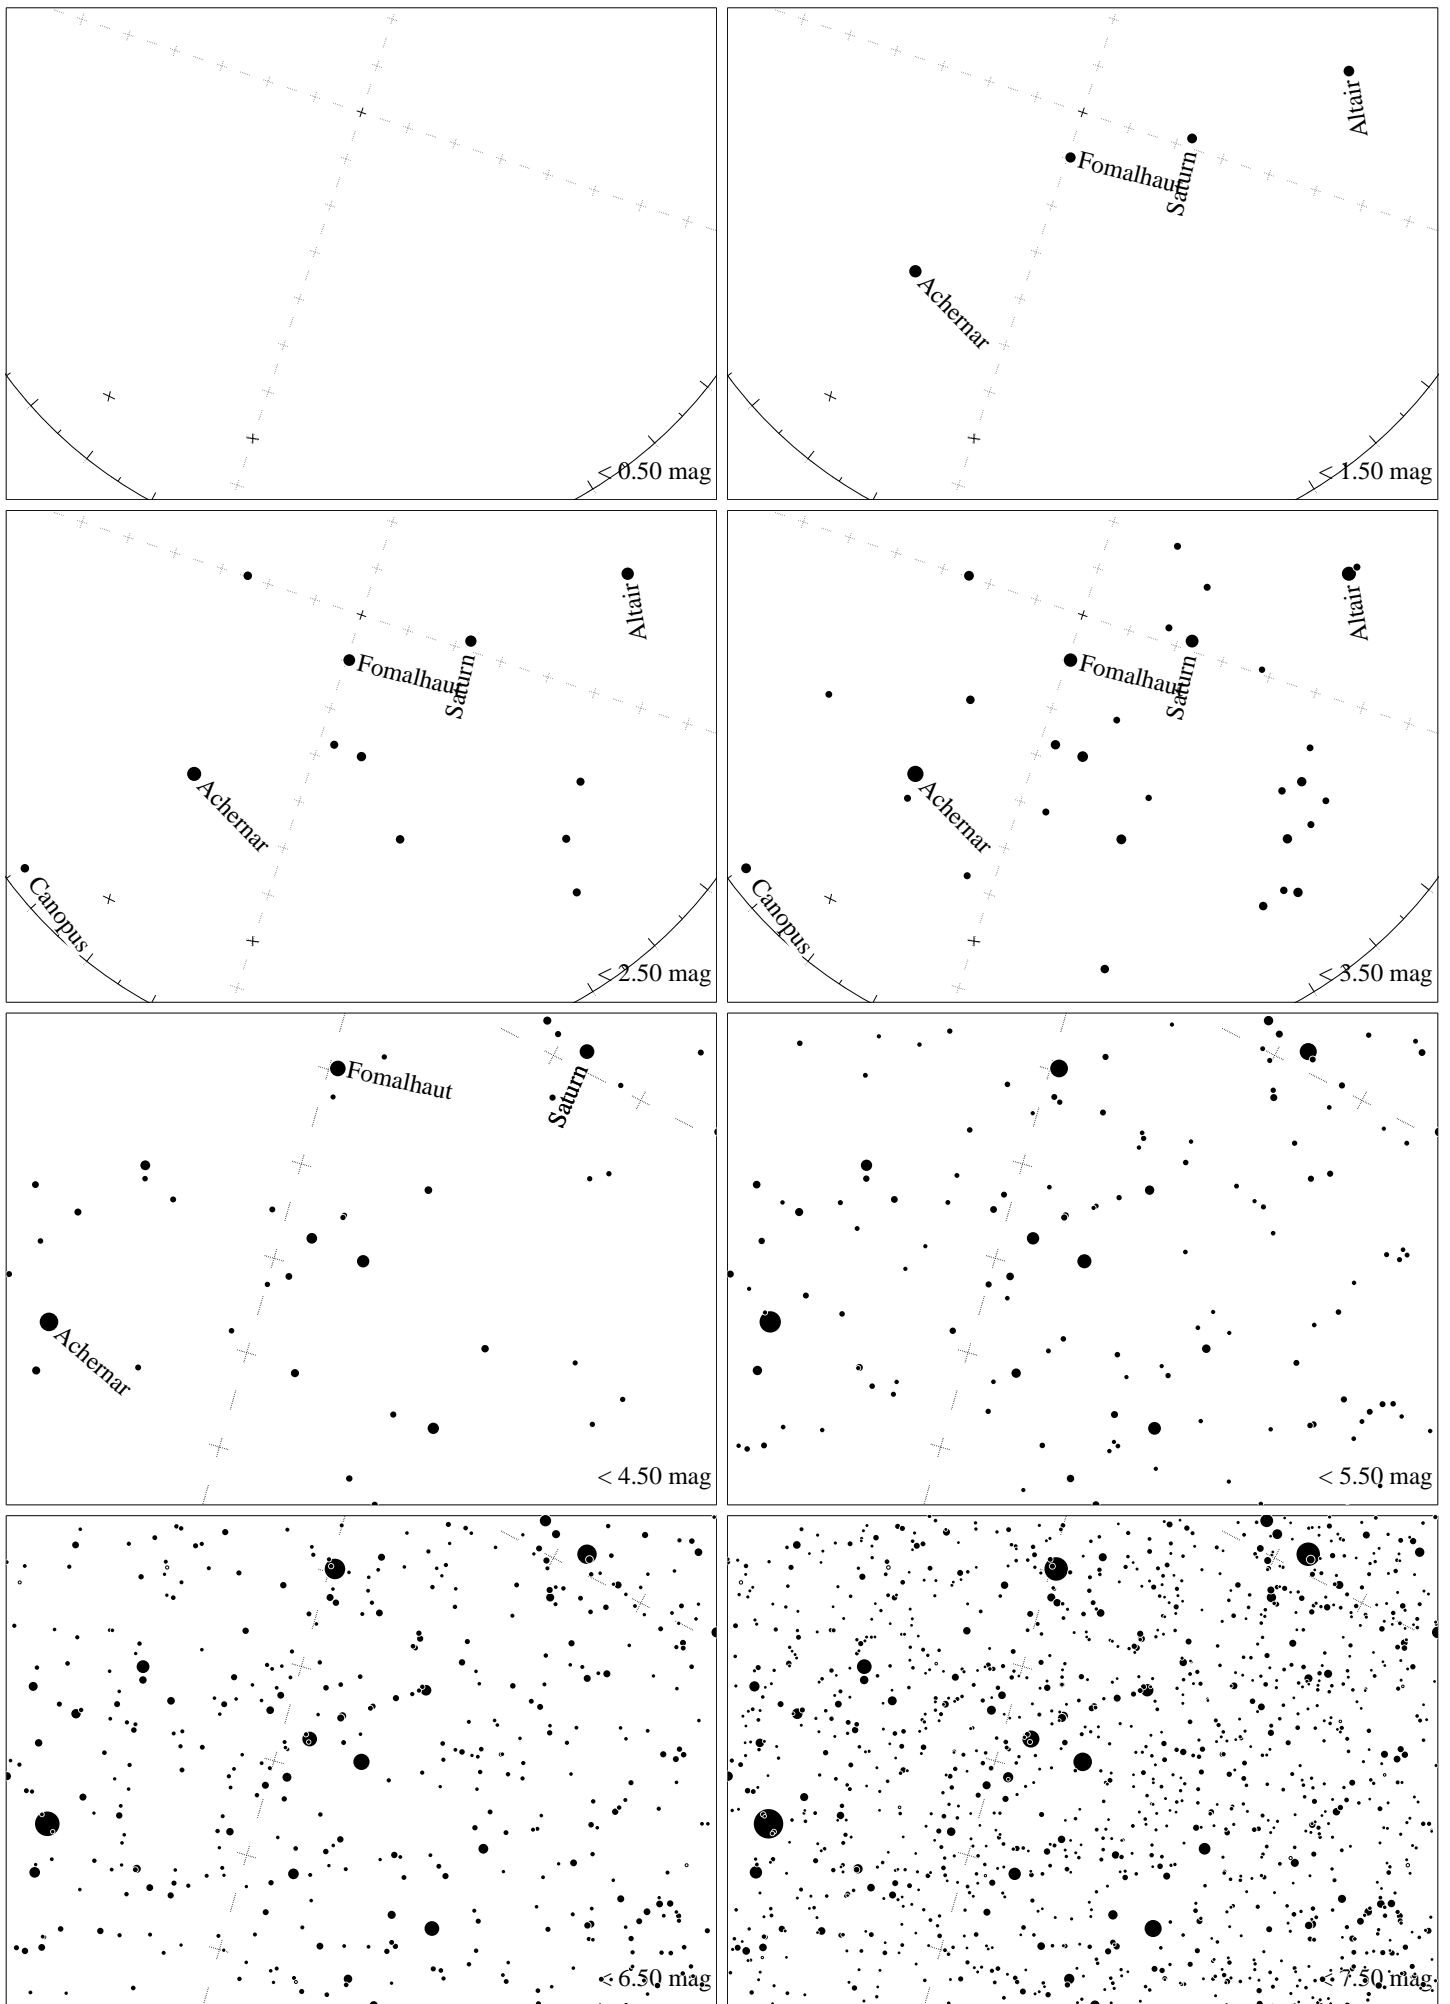 < 0.50 mag
Altair
Fomalhaut
Saturn
Achernar
< 1.50 mag
Altair
Fomalhaut
Saturn
Achernar
Canopus
< 2.50 mag
Altair
Fomalhaut
Saturn
Achernar
Canopus
< 3.50 mag
Fomalhaut
Saturn
Achernar
< 4.50 mag
< 5.50 mag
< 6.50 mag
< 7.50 mag